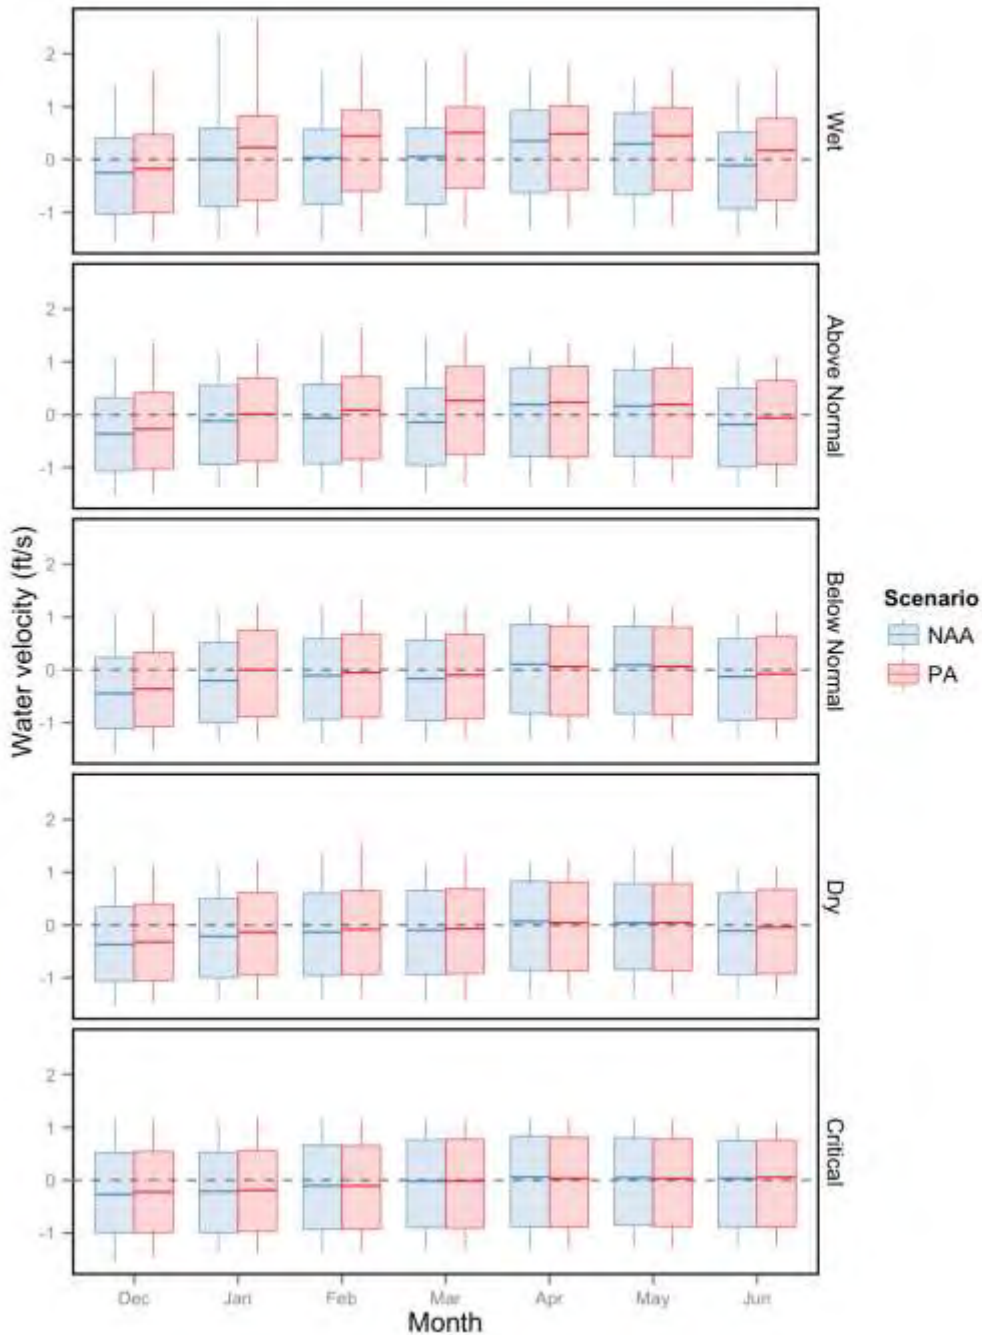 2
1
0
-1
Wet
2
1
0
-1
Above Normal
2
1
0
-1
Below Normal
2
1
0
-1
Dry
2
1
0
-1
Critical
Water velocity (ft/s)
Dec Jan Feb Mar Apr May Jun
Month
Scenario
NAA
PA